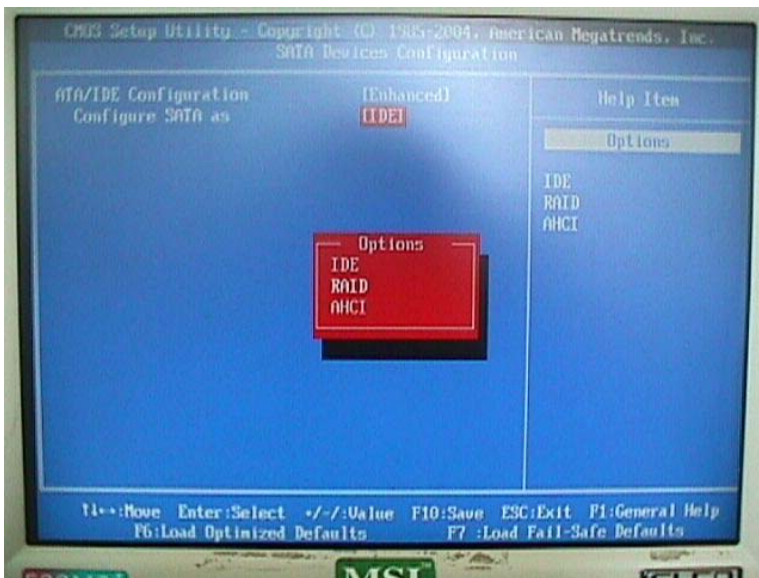 CMOS Setup Utility - Copyright (C) 1985-2004, American Megatrends, Inc.
SATA Devices Configuration
ATA/IDE Configuration [Enhanced]
Configure SATA as [IDE]
Help Item
Options
IDE
RAID
AHCI
Options
IDE
RAID
AHCI
↑↓←→:Move Enter:Select +/-/:Value F10:Save ESC:Exit F1:General Help
F6:Load Optimized Defaults F7 :Load Fail-Safe Defaults
MSI